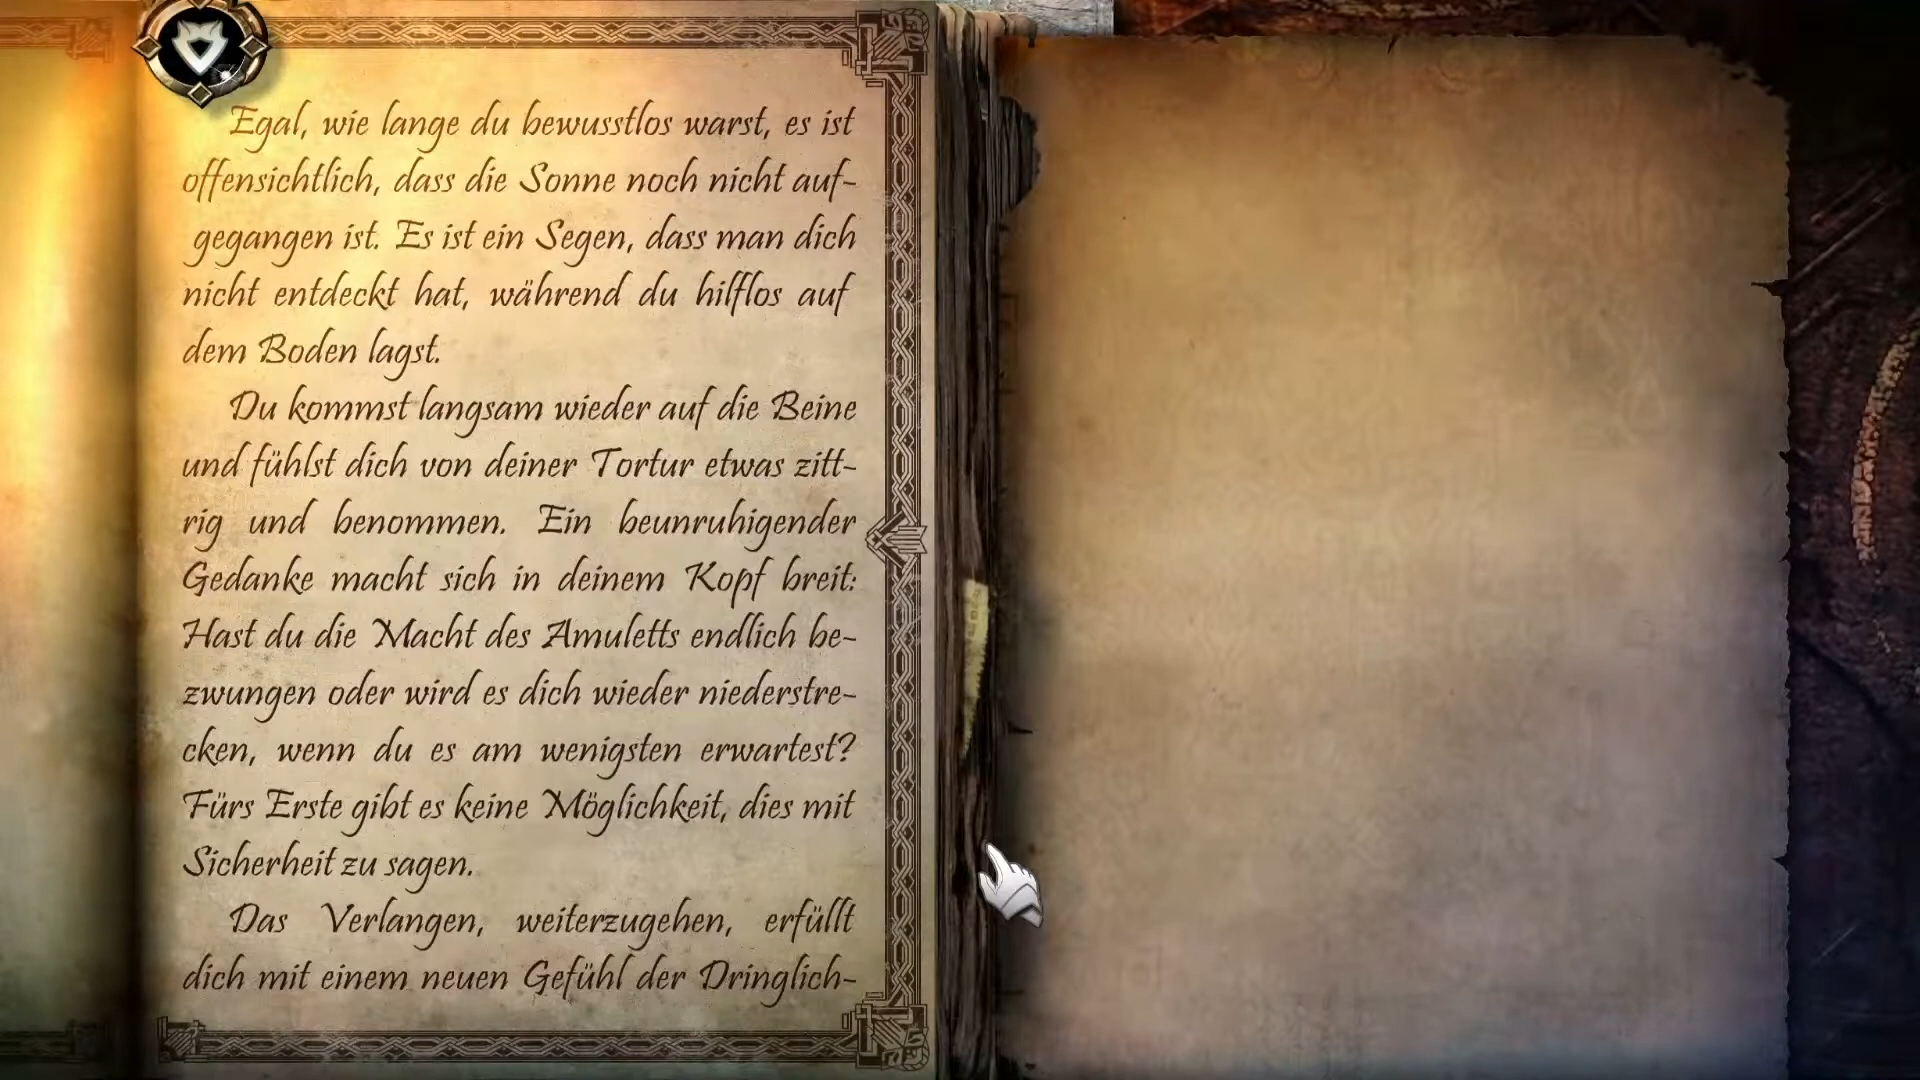 Egal, wie lange du bewusstlos warst, es ist
offensichtlich, dass die Sonne noch nicht auf-
gegangen ist. Es ist ein Segen, dass man dich
nicht entdeckt hat, während du hilflos auf
dem Boden lagst.
Du kommst langsam wieder auf die Beine
und fühlst dich von deiner Tortur etwas zitt-
rig und benommen. Ein beunruhigender
Gedanke macht sich in deinem Kopf breit:
Hast du die Macht des Amuletts endlich be-
zwungen oder wird es dich wieder niederstre-
cken, wenn du es am wenigsten erwartest?
Fürs Erste gibt es keine Möglichkeit, dies mit
Sicherheit zu sagen.
Das Verlangen, weiterzugehen, erfüllt
dich mit einem neuen Gefühl der Dringlich-